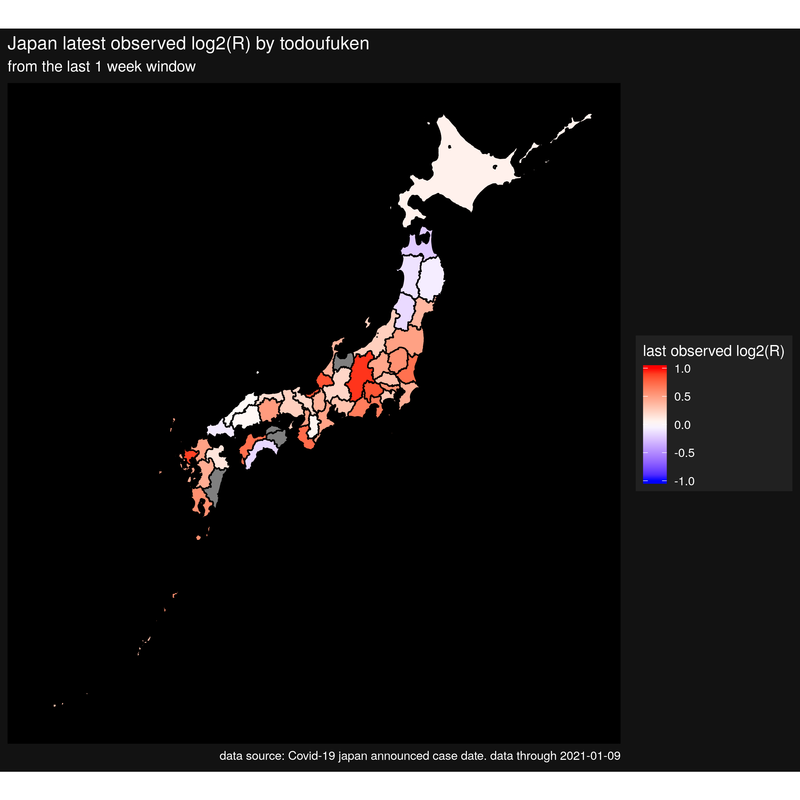 Japan latest observed log2(R) by todoufuken
from the last 1 week window
last observed log2(R)
1.0
0.5
0.0
-0.5
-1.0
data source: Covid-19 japan announced case date. data through 2021-01-09